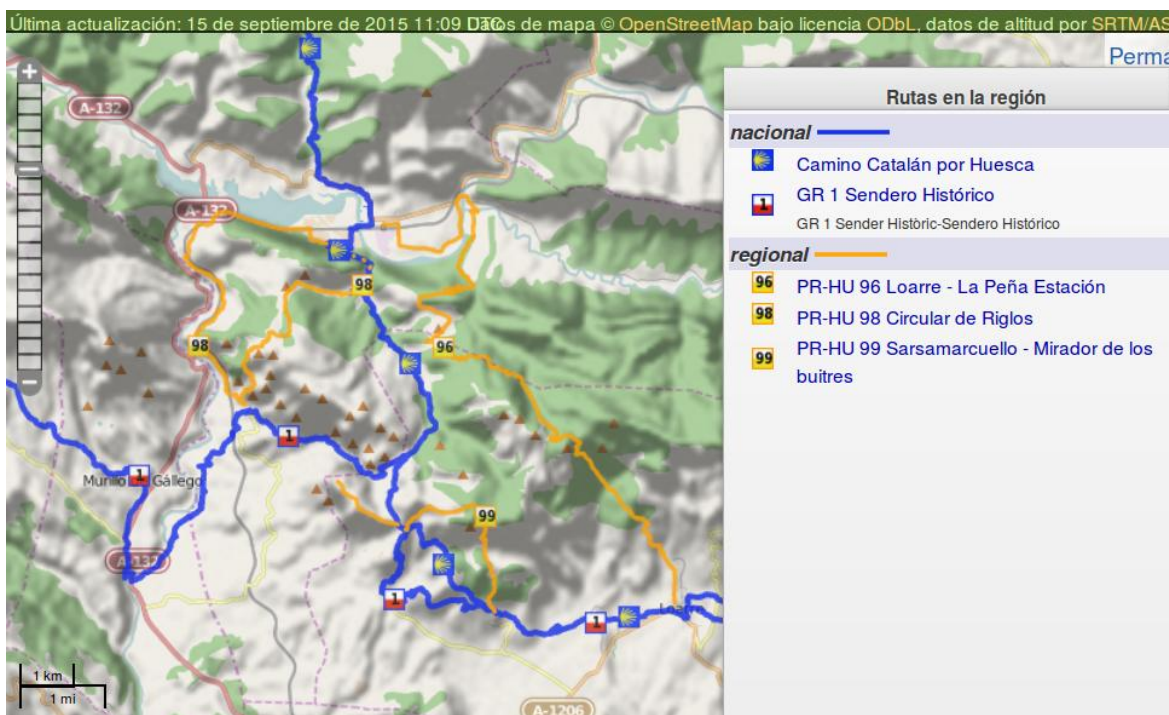 Última actualización: 15 de septiembre de 2015 11:09 UTC
Datos de mapa © OpenStreetMap bajo licencia ODbL, datos de altitud por SRTM/AS
Perma
Rutas en la región
nacional
Camino Catalán por Huesca
1
GR 1 Sendero Histórico
GR 1 Sender Històric-Sendero Histórico
regional
96
PR-HU 96 Loarre - La Peña Estación
98
PR-HU 98 Circular de Riglos
99
PR-HU 99 Sarsamarcuello - Mirador de los
buitres
+
A-132
A-132
98
98
96
1
Murillo Gállego
1
99
A-132
1
1
Loarre
−
1 km
1 mi
A-1206